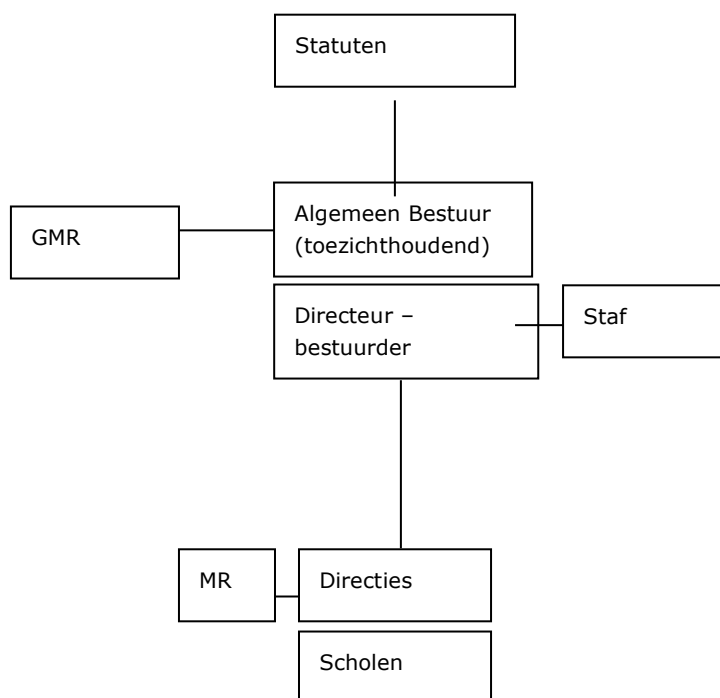 Statuten
Algemeen Bestuur
(toezichthoudend)
GMR
Directeur –
bestuurder
Staf
MR
Directies
Scholen